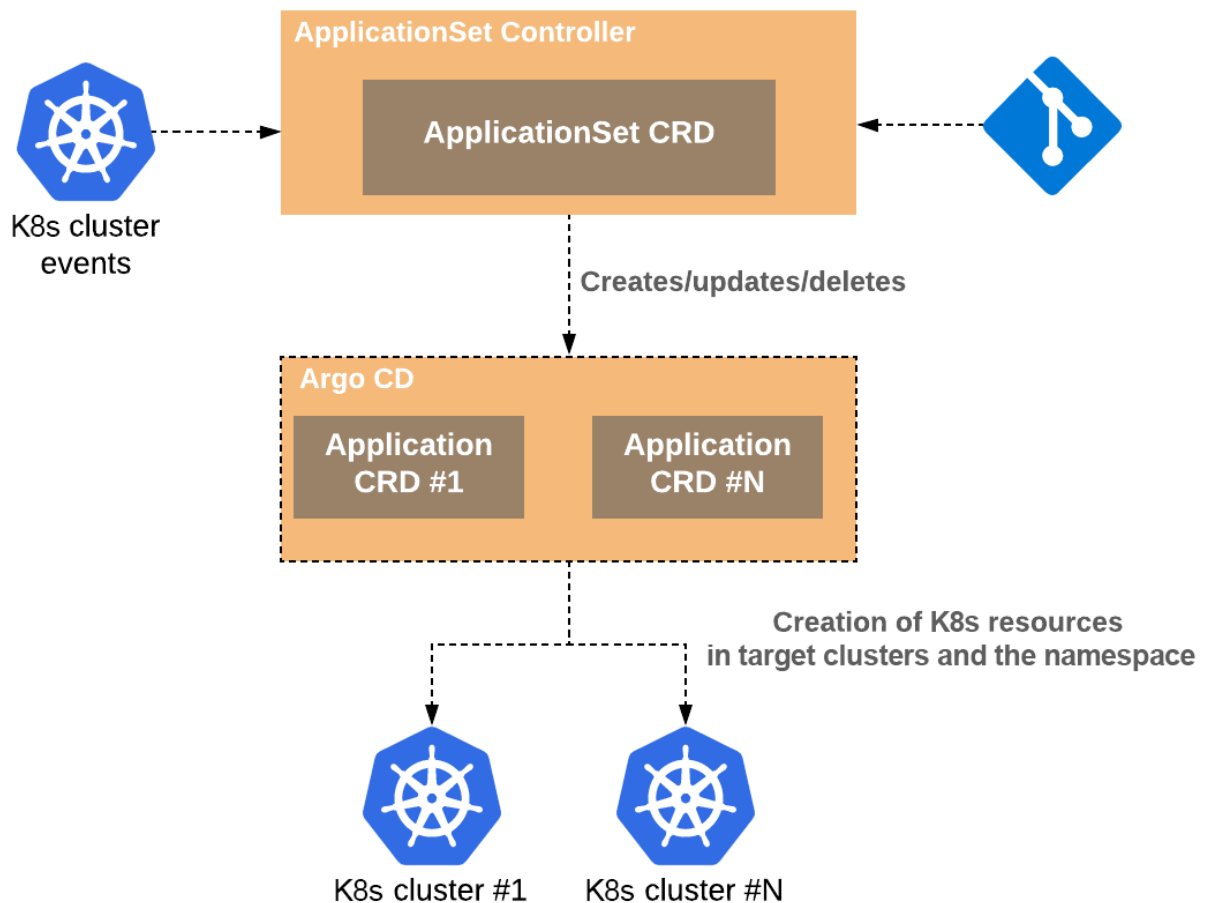 ApplicationSet Controller
ApplicationSet CRD
K8s cluster
events
Creates/updates/deletes
Argo CD
Application
CRD #1
Application
CRD #N
Creation of K8s resources
in target clusters and the namespace
K8s cluster #1
K8s cluster #N